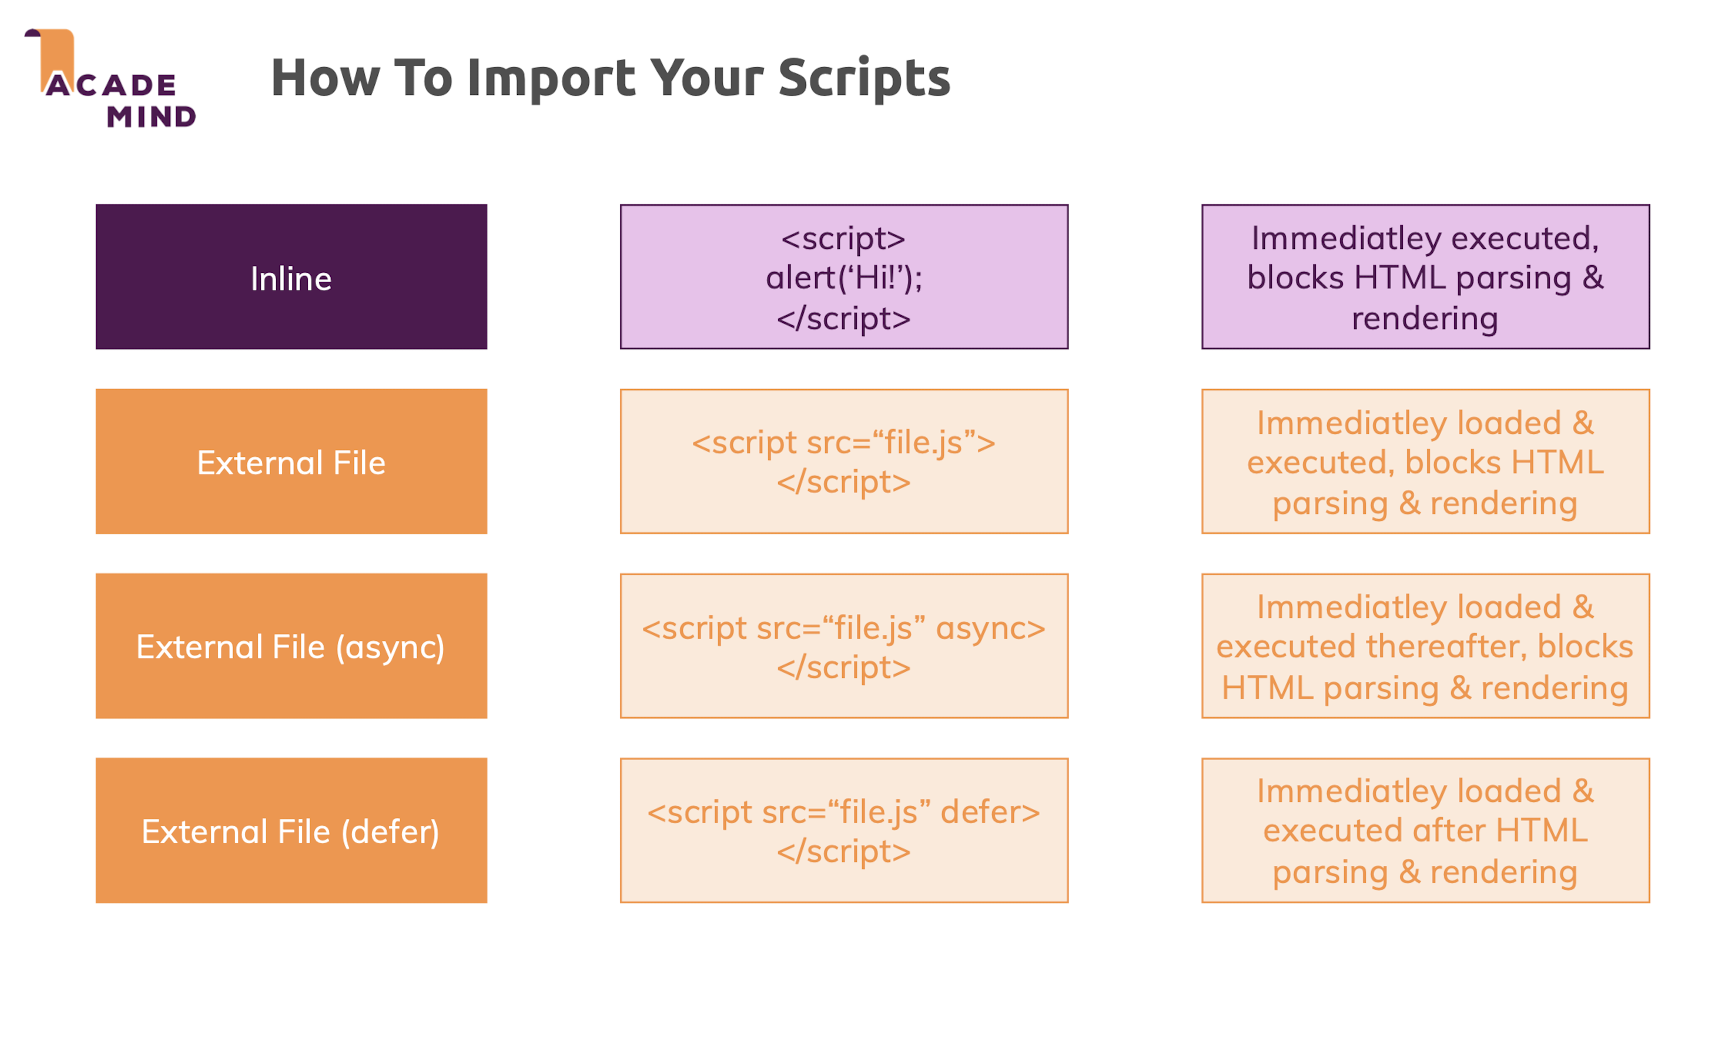 ACADE
MIND
How To Import Your Scripts
Inline
<script>
alert(‘Hi!’);
</script>
Immediatley executed,
blocks HTML parsing &
rendering
External File
<script src=“file.js”>
</script>
Immediatley loaded &
executed, blocks HTML
parsing & rendering
External File (async)
<script src=“file.js” async>
</script>
Immediatley loaded &
executed thereafter, blocks
HTML parsing & rendering
External File (defer)
<script src=“file.js” defer>
</script>
Immediatley loaded &
executed after HTML
parsing & rendering